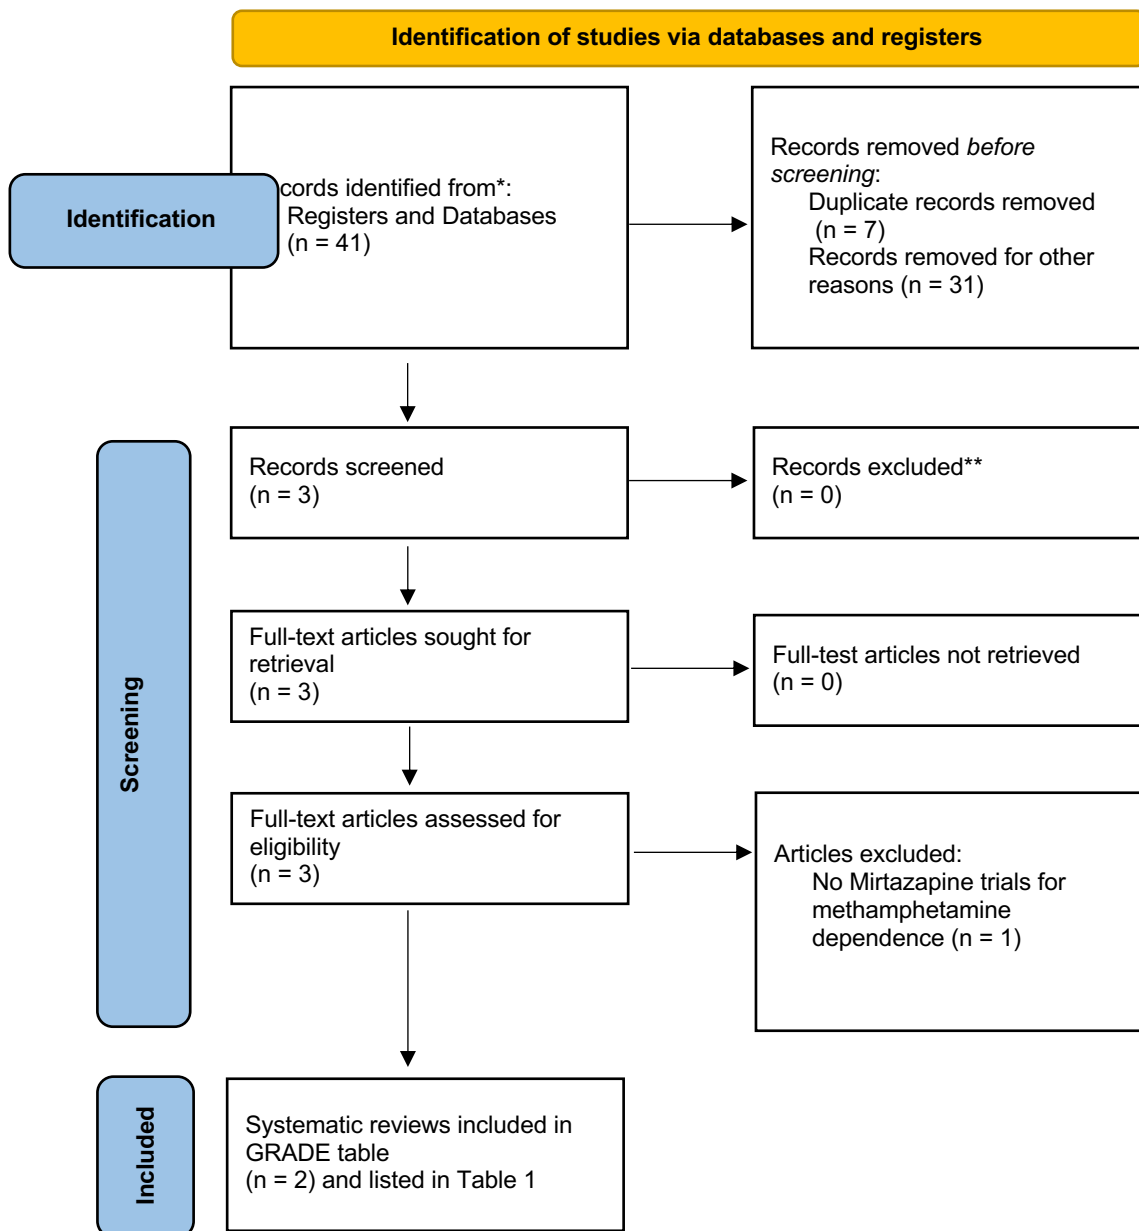 Identification of studies via databases and registers
Identification
cords identified from*:
Registers and Databases
(n = 41)
Records removed before
screening:
Duplicate records removed
(n = 7)
Records removed for other
reasons (n = 31)
Screening
Records screened
(n = 3)
Records excluded**
(n = 0)
Full-text articles sought for
retrieval
(n = 3)
Full-test articles not retrieved
(n = 0)
Full-text articles assessed for
eligibility
(n = 3)
Articles excluded:
No Mirtazapine trials for
methamphetamine
dependence (n = 1)
Included
Systematic reviews included in
GRADE table
(n = 2) and listed in Table 1